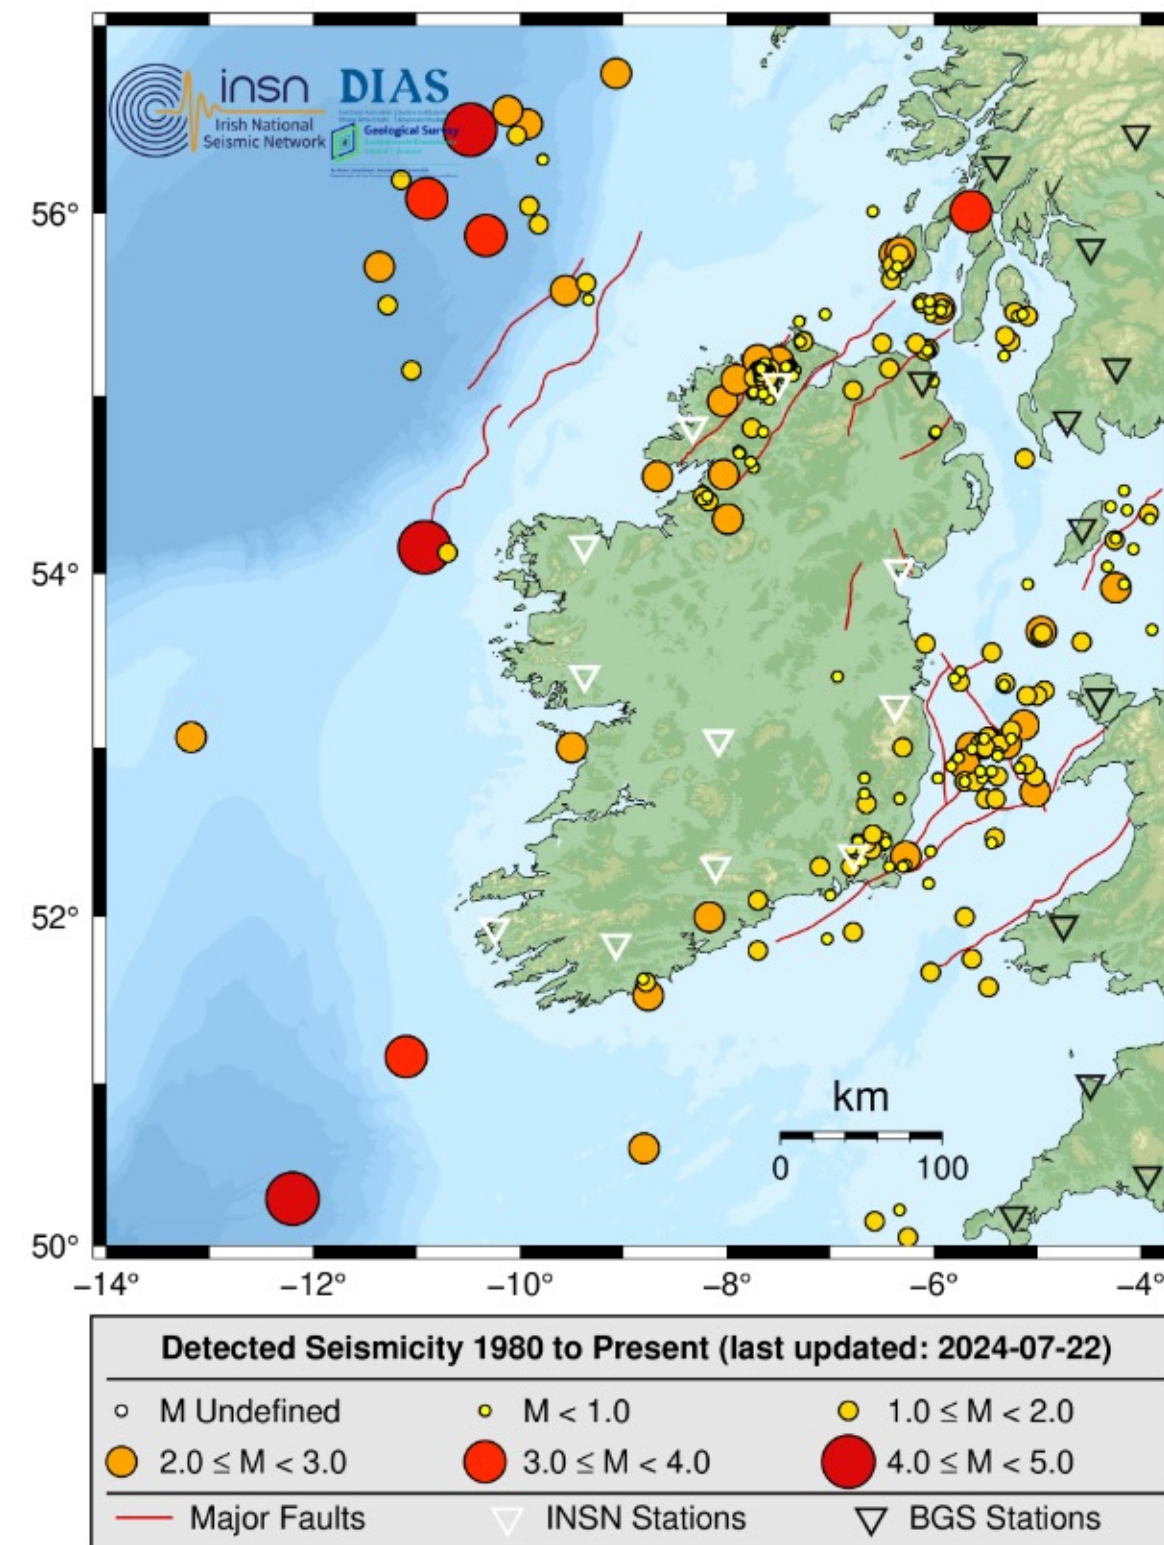 insn
Irish National
Seismic Network
DIAS
Geological Survey
56°
54°
52°
50°
km
0 100
−14° −12° −10° −8° −6° −4°
Detected Seismicity 1980 to Present (last updated: 2024-07-22)
M Undefined M < 1.0 1.0 ≤ M < 2.0
2.0 ≤ M < 3.0 3.0 ≤ M < 4.0 4.0 ≤ M < 5.0
Major Faults INSN Stations BGS Stations